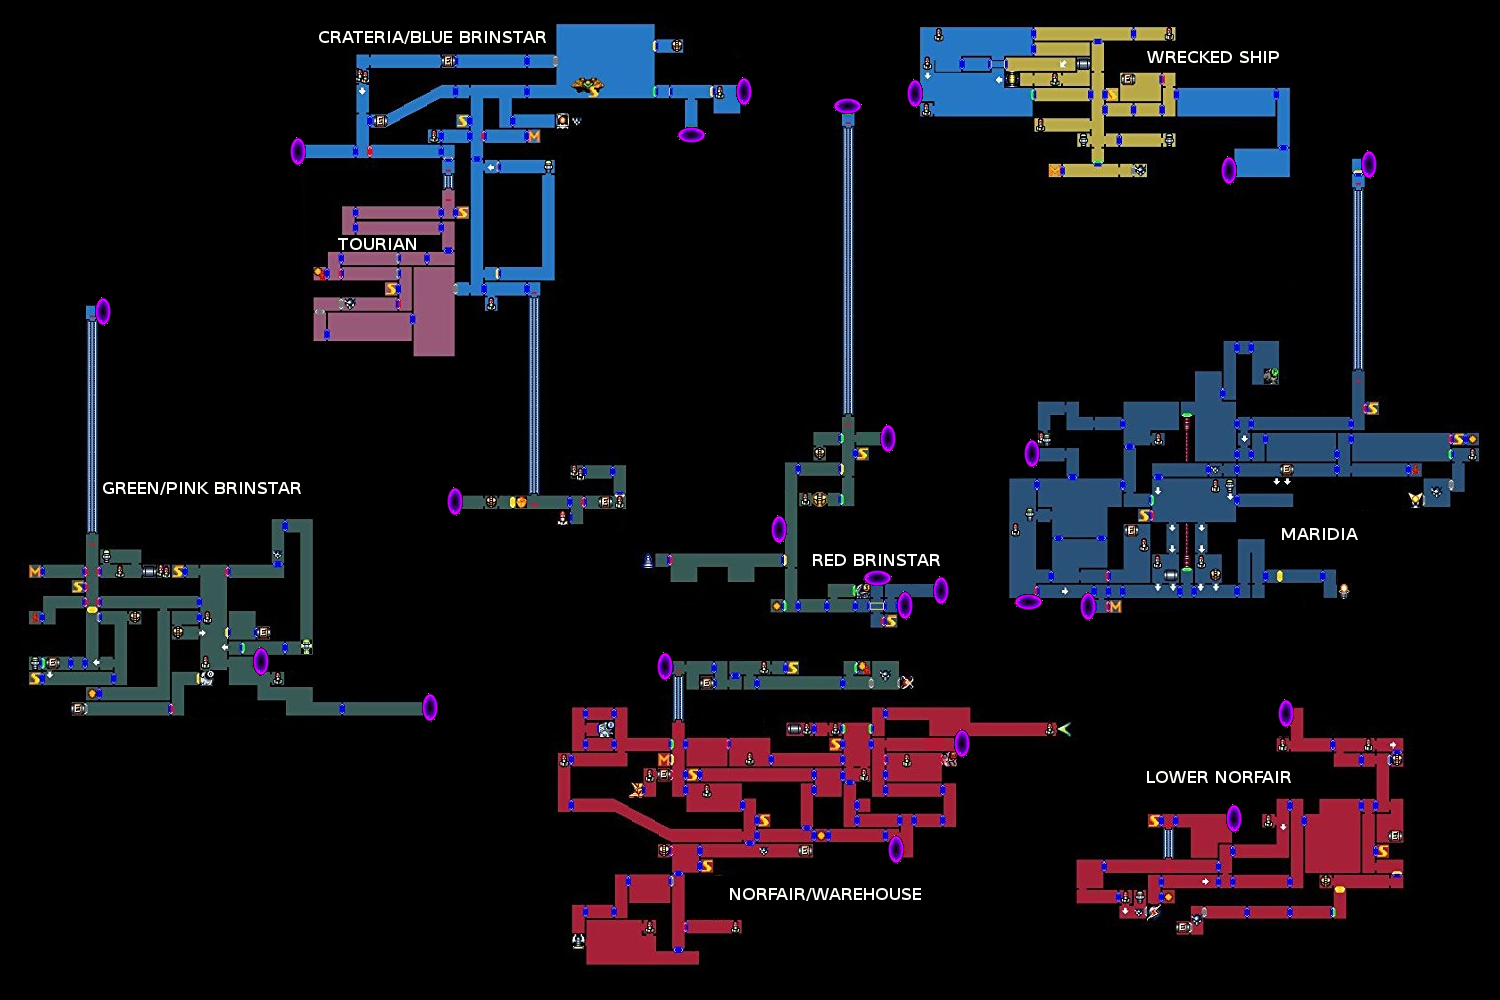 CRATERIA/BLUE BRINSTAR
WRECKED SHIP
TOURIAN
GREEN/PINK BRINSTAR
MARIDIA
RED BRINSTAR
LOWER NORFAIR
NORFAIR/WAREHOUSE